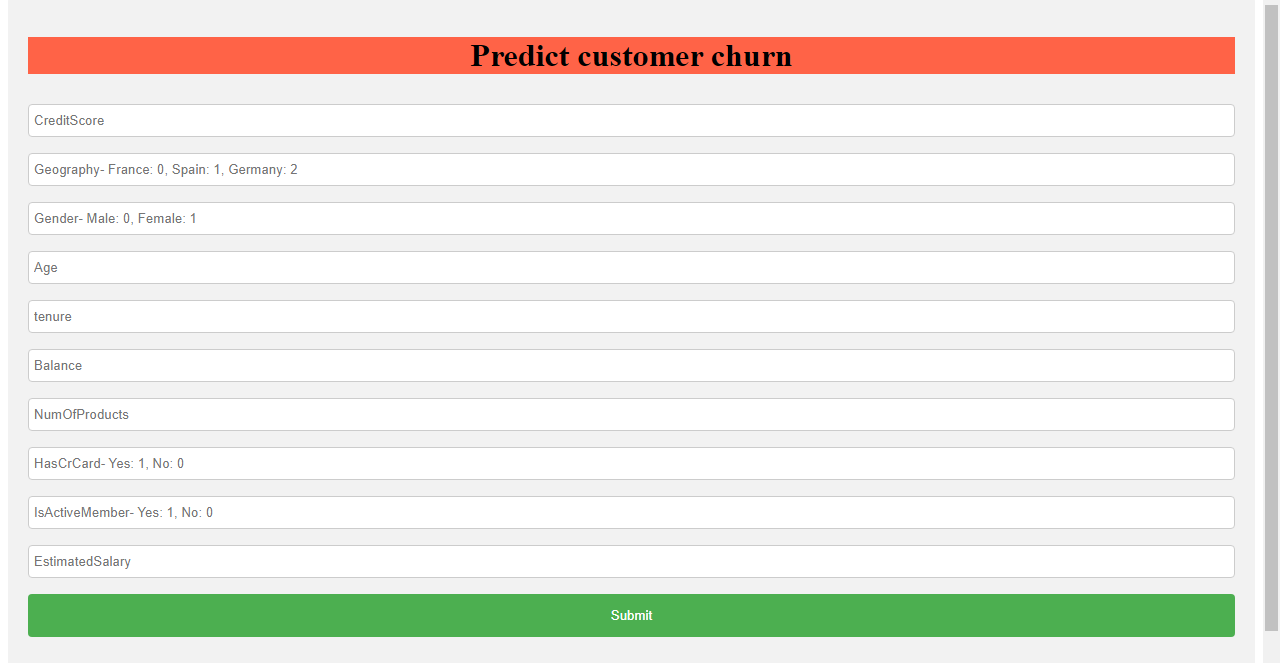 Predict customer churn
CreditScore
Geography- France: 0, Spain: 1, Germany: 2
Gender- Male: 0, Female: 1
Age
tenure
Balance
NumOfProducts
HasCrCard- Yes: 1, No: 0
IsActiveMember- Yes: 1, No: 0
EstimatedSalary
Submit